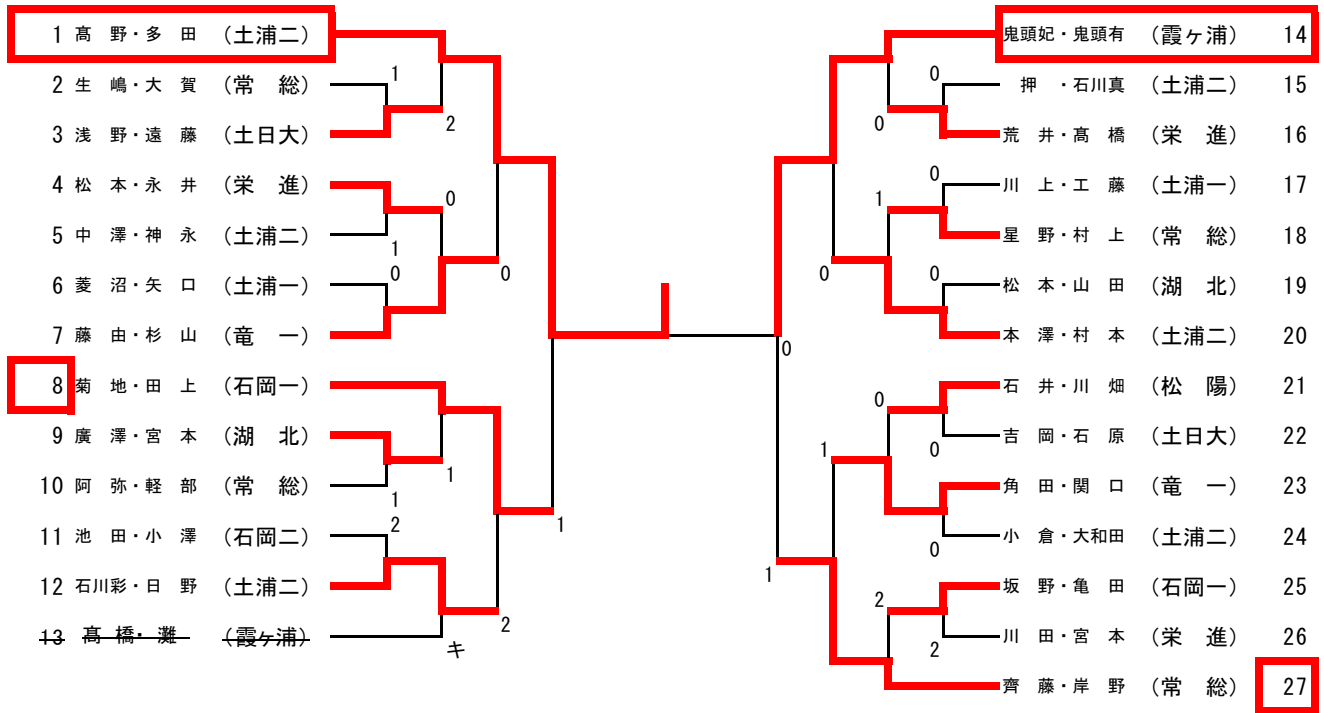 1 髙 野・多 田 (土浦二)
2 生 嶋・大 賀 (常 総)
3 浅 野・遠 藤 (土日大)
4 松 本・永 井 (栄 進)
5 中 澤・神 永 (土浦二)
6 菱 沼・矢 口 (土浦一)
7 藤 由・杉 山 (竜 一)
8 菊 地・田 上 (石岡一)
9 廣 澤・宮 本 (湖 北)
10 阿 弥・軽 部 (常 総)
11 池 田・小 澤 (石岡二)
12 石川彩・日 野 (土浦二)
13 髙 橋・ 灘 (霞ヶ浦)
1
2
0
1
0
0
1
1
2
2
キ
1
0
1
0
0
0
1
0
0
0
0
1
0
2
2
鬼頭妃・鬼頭有 (霞ヶ浦) 14
押 ・石川真 (土浦二) 15
荒 井・髙 橋 (栄 進) 16
川 上・工 藤 (土浦一) 17
星 野・村 上 (常 総) 18
松 本・山 田 (湖 北) 19
本 澤・村 本 (土浦二) 20
石 井・川 畑 (松 陽) 21
吉 岡・石 原 (土日大) 22
角 田・関 口 (竜 一) 23
小 倉・大和田 (土浦二) 24
坂 野・亀 田 (石岡一) 25
川 田・宮 本 (栄 進) 26
齊 藤・岸 野 (常 総) 27